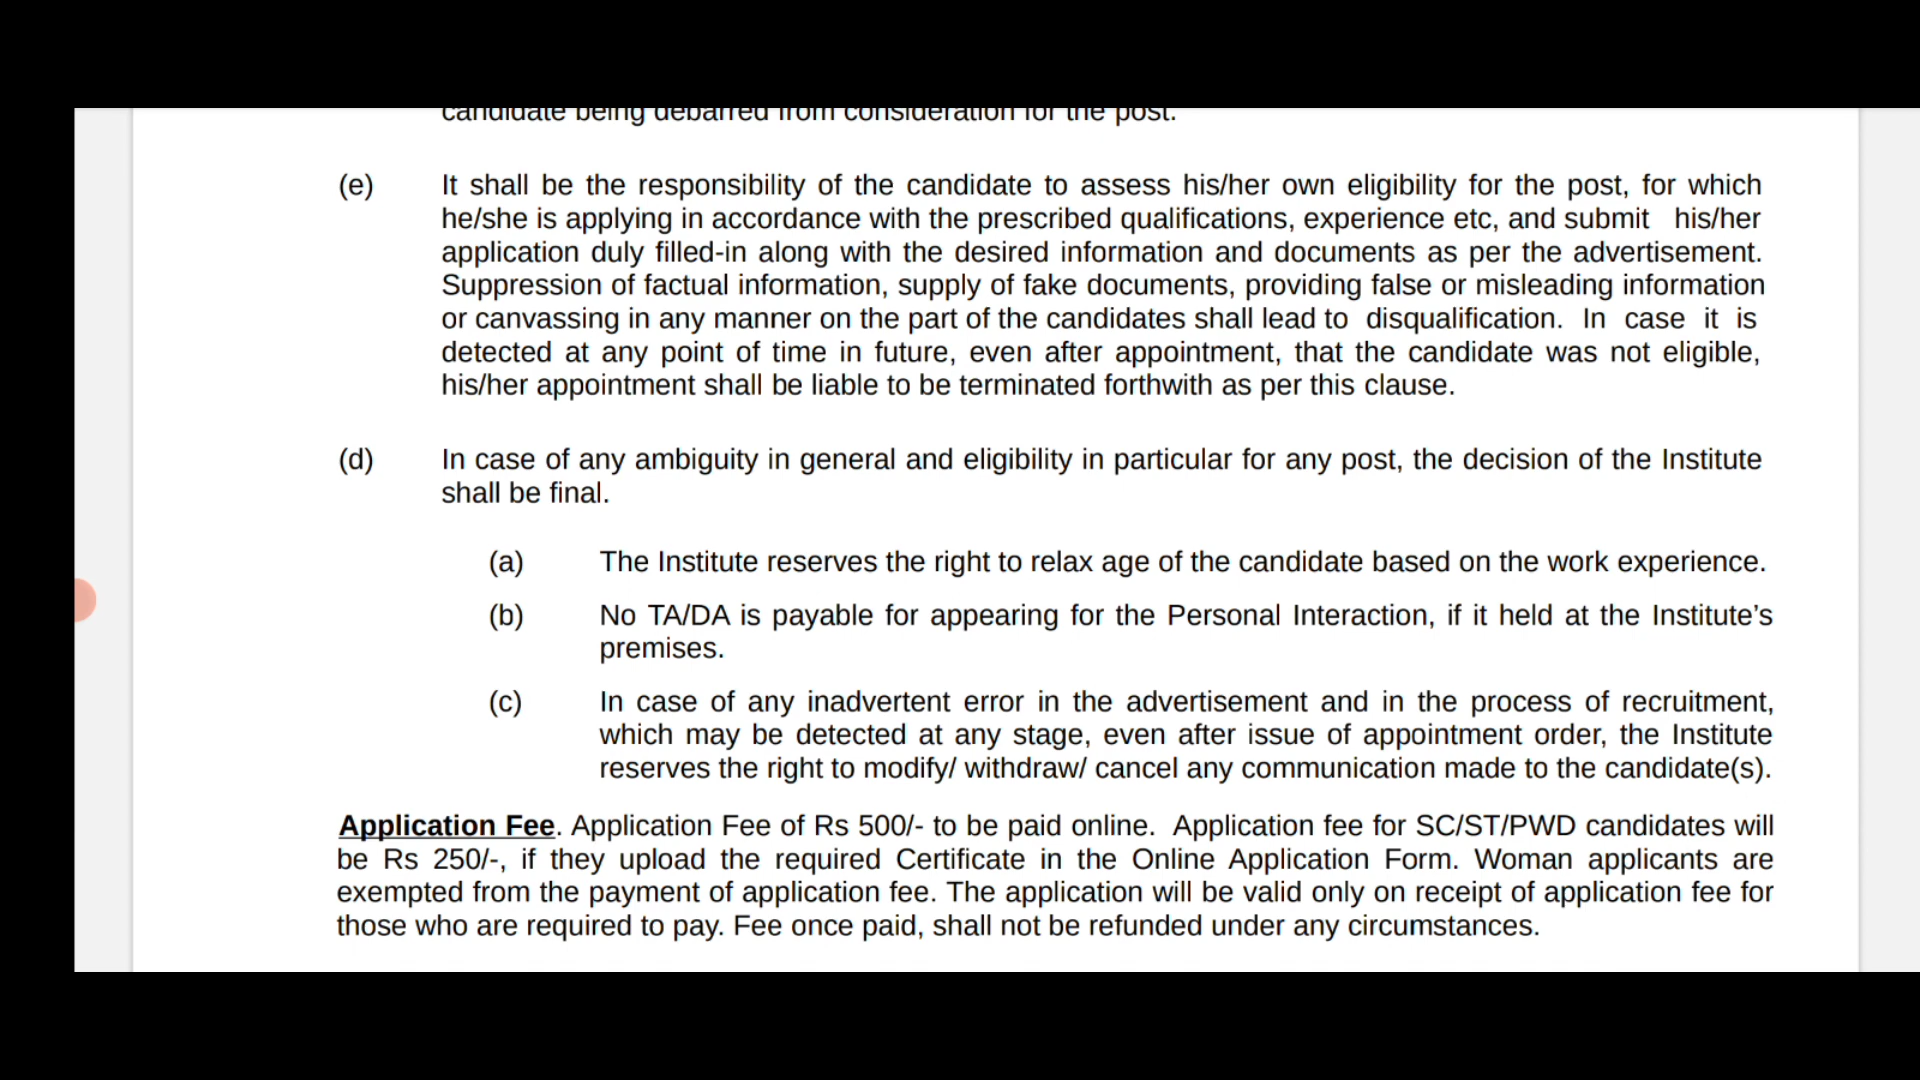 candidate being debarred from consideration for the post.
(e) It shall be the responsibility of the candidate to assess his/her own eligibility for the post, for which
he/she is applying in accordance with the prescribed qualifications, experience etc, and submit his/her
application duly filled-in along with the desired information and documents as per the advertisement.
Suppression of factual information, supply of fake documents, providing false or misleading information
or canvassing in any manner on the part of the candidates shall lead to disqualification. In case it is
detected at any point of time in future, even after appointment, that the candidate was not eligible,
his/her appointment shall be liable to be terminated forthwith as per this clause.
(d) In case of any ambiguity in general and eligibility in particular for any post, the decision of the Institute
shall be final.
(a) The Institute reserves the right to relax age of the candidate based on the work experience.
(b) No TA/DA is payable for appearing for the Personal Interaction, if it held at the Institute’s
premises.
(c) In case of any inadvertent error in the advertisement and in the process of recruitment,
which may be detected at any stage, even after issue of appointment order, the Institute
reserves the right to modify/ withdraw/ cancel any communication made to the candidate(s).
Application Fee. Application Fee of Rs 500/- to be paid online. Application fee for SC/ST/PWD candidates will
be Rs 250/-, if they upload the required Certificate in the Online Application Form. Woman applicants are
exempted from the payment of application fee. The application will be valid only on receipt of application fee for
those who are required to pay. Fee once paid, shall not be refunded under any circumstances.